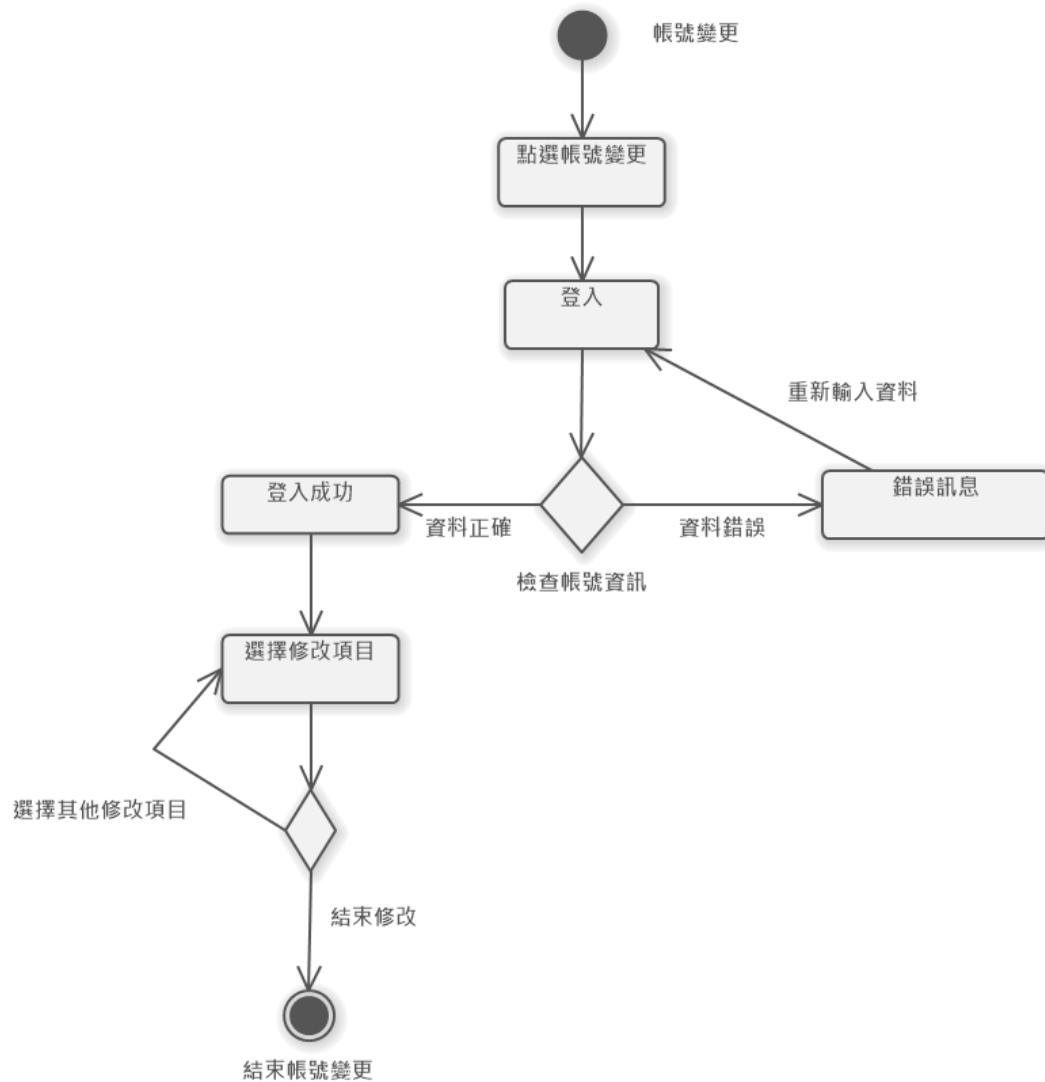 帳號變更
點選帳號變更
登入
重新輸入資料
登入成功
錯誤訊息
資料正確
資料錯誤
檢查帳號資訊
選擇修改項目
選擇其他修改項目
結束修改
結束帳號變更